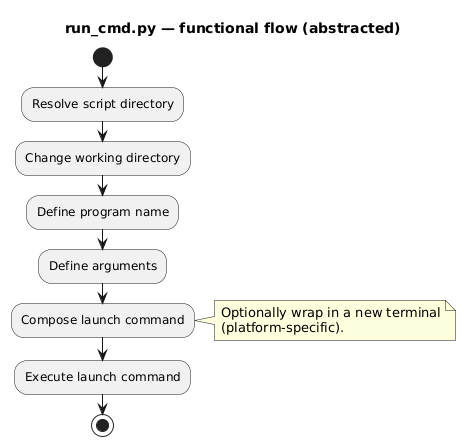 run_cmd.py — functional flow (abstracted)
Resolve script directory
Change working directory
Define program name
Define arguments
Compose launch command
Optionally wrap in a new terminal
(platform-specific).
Execute launch command